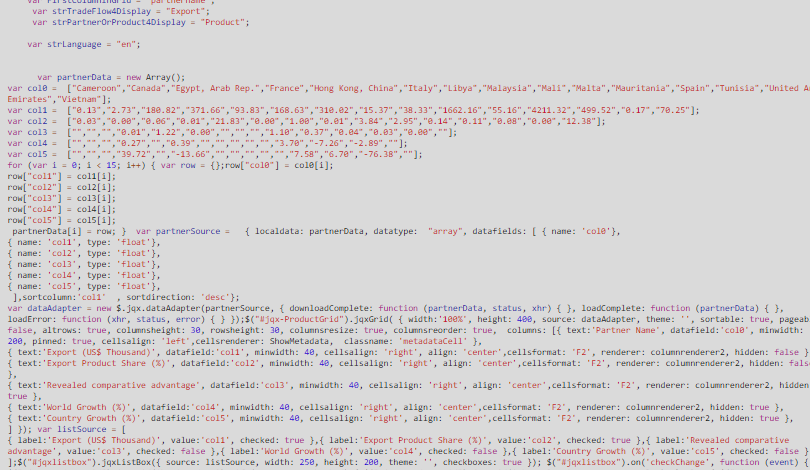 var strTradeFlow4Display = "Export";
var strPartnerOrProduct4Display = "Product";
var strLanguage = "en";
var partnerData = new Array();
var col0 =  ["Cameroon","Canada","Egypt, Arab Rep.","France","Hong Kong, China","Italy","Libya","Malaysia","Mali","Malta","Mauritania","Spain","Tunisia","United A
Emirates","Vietnam"];
var col1 =  ["0.13","2.73","180.82","371.66","93.83","168.63","310.02","15.37","38.33","1662.16","55.16","4211.32","499.52","0.17","70.25"];
var col2 =  ["0.03","0.00","0.06","0.01","21.83","0.00","1.00","0.01","3.84","2.95","0.14","0.11","0.08","0.00","12.38"];
var col3 =  ["","","","0.01","1.22","0.00","","","","1.10","0.37","0.04","0.03","0.00",""];
var col4 =  ["","","","0.27","","0.39","","","","","","3.70","-7.26","-2.89",""];
var col5 =  ["","","","39.72","","-13.66","","","","","","7.58","6.70","-76.38",""];
for (var i = 0; i < 15; i++) { var row = {};row["col0"] = col0[i];
row["col1"] = col1[i];
row["col2"] = col2[i];
row["col3"] = col3[i];
row["col4"] = col4[i];
row["col5"] = col5[i];
partnerData[i] = row; }  var partnerSource =   { localdata: partnerData, datatype:  "array", datafields: [ { name: 'col0'},
{ name: 'col1', type: 'float'},
{ name: 'col2', type: 'float'},
{ name: 'col3', type: 'float'},
{ name: 'col4', type: 'float'},
{ name: 'col5', type: 'float'},
],sortcolumn:'col1'  , sortdirection: 'desc'};
var dataAdapter = new $.jqx.dataAdapter(partnerSource, { downloadComplete: function (partnerData, status, xhr) { }, loadComplete: function (partnerData) { },
loadError: function (xhr, status, error) { } });$("#jqx-ProductGrid").jqxGrid( { width:'100%', height: 400, source: dataAdapter, theme: '', sortable: true, pageab
false, altrows: true, columnsheight: 30, rowsheight: 30, columnsresize: true, columnsreorder: true,  columns: [{ text:"Partner Name", datafield:'col0', minwidth:
200, pinned: true, cellsalign: 'left',cellsrenderer: ShowMetadata,  classname: 'metadataCell' },
{ text:'Export (US$ Thousand)', datafield:'col1', minwidth: 40, cellsalign: 'right', align: 'center',cellsformat: 'F2', renderer: columnrenderer2, hidden: false }
},
{ text:'Export Product Share (%)', datafield:'col2', minwidth: 40, cellsalign: 'right', align: 'center',cellsformat: 'F2', renderer: columnrenderer2, hidden: fals
},
{ text:'Revealed comparative advantage', datafield:'col3', minwidth: 40, cellsalign: 'right', align: 'center',cellsformat: 'F2', renderer: columnrenderer2, hidden
true },
{ text:'World Growth (%)', datafield:'col4', minwidth: 40, cellsalign: 'right', align: 'center',cellsformat: 'F2', renderer: columnrenderer2, hidden: true },
{ text:'Country Growth (%)', datafield:'col5', minwidth: 40, cellsalign: 'right', align: 'center',cellsformat: 'F2', renderer: columnrenderer2, hidden: true },
] }); var listSource = [
{ label:'Export (US$ Thousand)', value:'col1', checked: true },{ label:'Export Product Share (%)', value:'col2', checked: true },{ label:'Revealed comparative
advantage', value:'col3', checked: false },{ label:'World Growth (%)', value:'col4', checked: false },{ label:'Country Growth (%)', value:'col5', checked: false
];$("#jqxlistbox").jqxListBox({ source: listSource, width: 250, height: 200, theme: '', checkboxes: true }); $("#jqxlistbox").on('checkChange', function (event) {